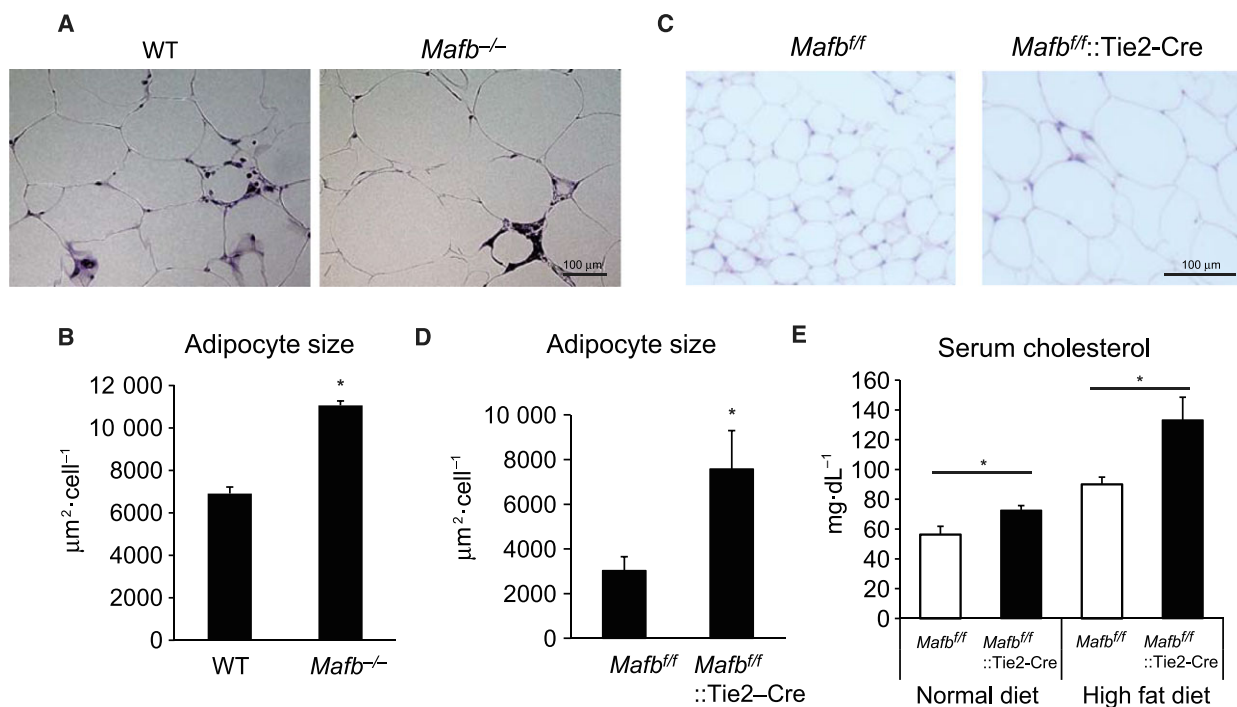 A
WT
Mafb–/–
100 μm
C
Mafbf/f
Mafbf/f::Tie2-Cre
100 μm
B
Adipocyte size
μm2·cell–1
12 000
10 000
8000
6000
4000
2000
0
*
WT
Mafb–/–
D
Adipocyte size
μm2·cell–1
10 000
8000
6000
4000
2000
0
*
Mafbf/f
Mafbf/f
::Tie2–Cre
E
Serum cholesterol
mg·dL–1
160
140
120
100
80
60
40
20
0
*
*
Mafbf/f
Mafbf/f
::Tie2-Cre
Mafbf/f
Mafbf/f
::Tie2-Cre
Normal diet
High fat diet